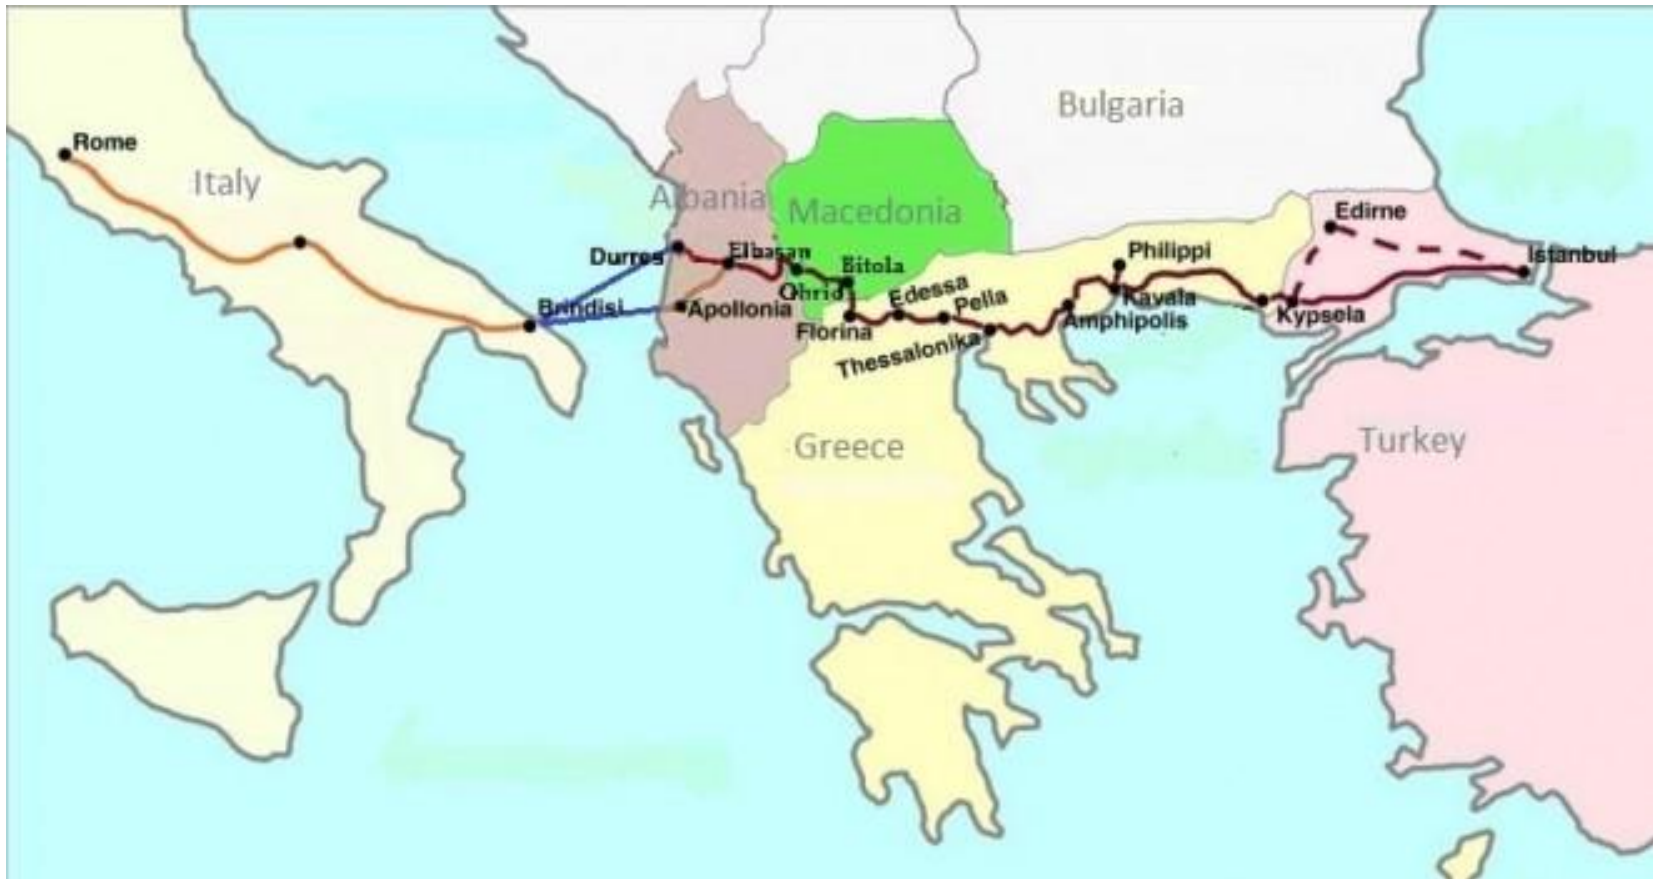 Bulgaria
Rome
Italy
Albania
Macedonia
Edirne
Durres
Elbasan
Philippi
Istanbul
Bitola
Ohrid
Edessa
Pella
Kavala
Brindisi
Apollonia
Florina
Amphipolis
Kypsela
Thessalonika
Greece
Turkey